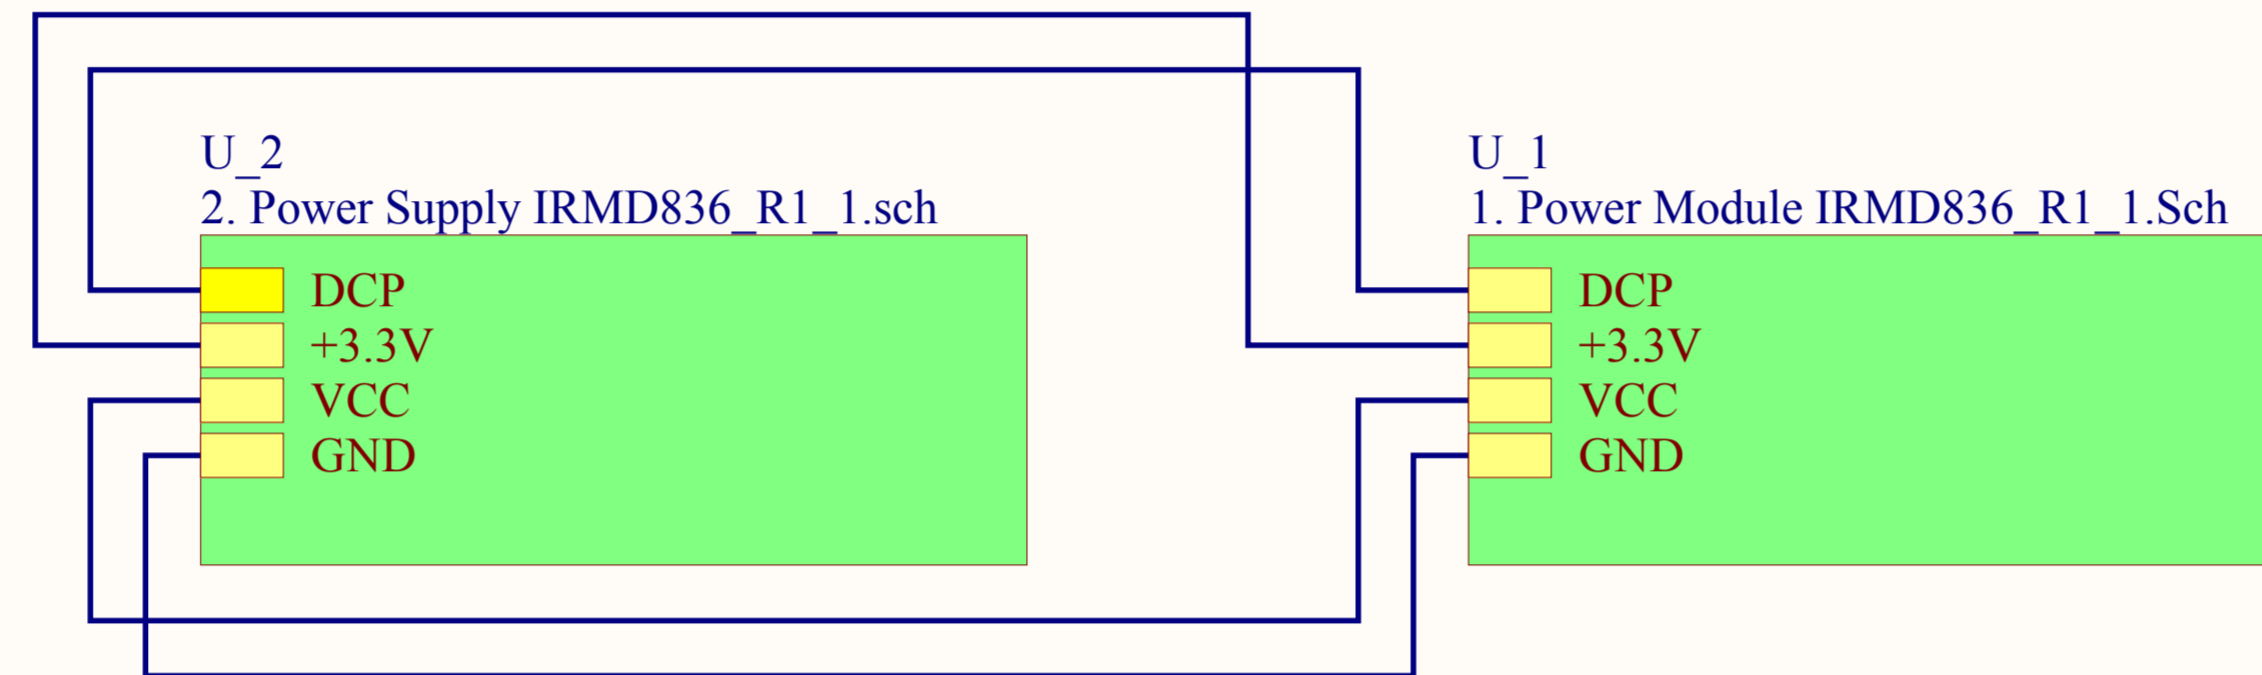 U_2
2. Power Supply IRMD836_R1_1.sch
DCP
+3.3V
VCC
GND
U_1
1. Power Module IRMD836_R1_1.Sch
DCP
+3.3V
VCC
GND